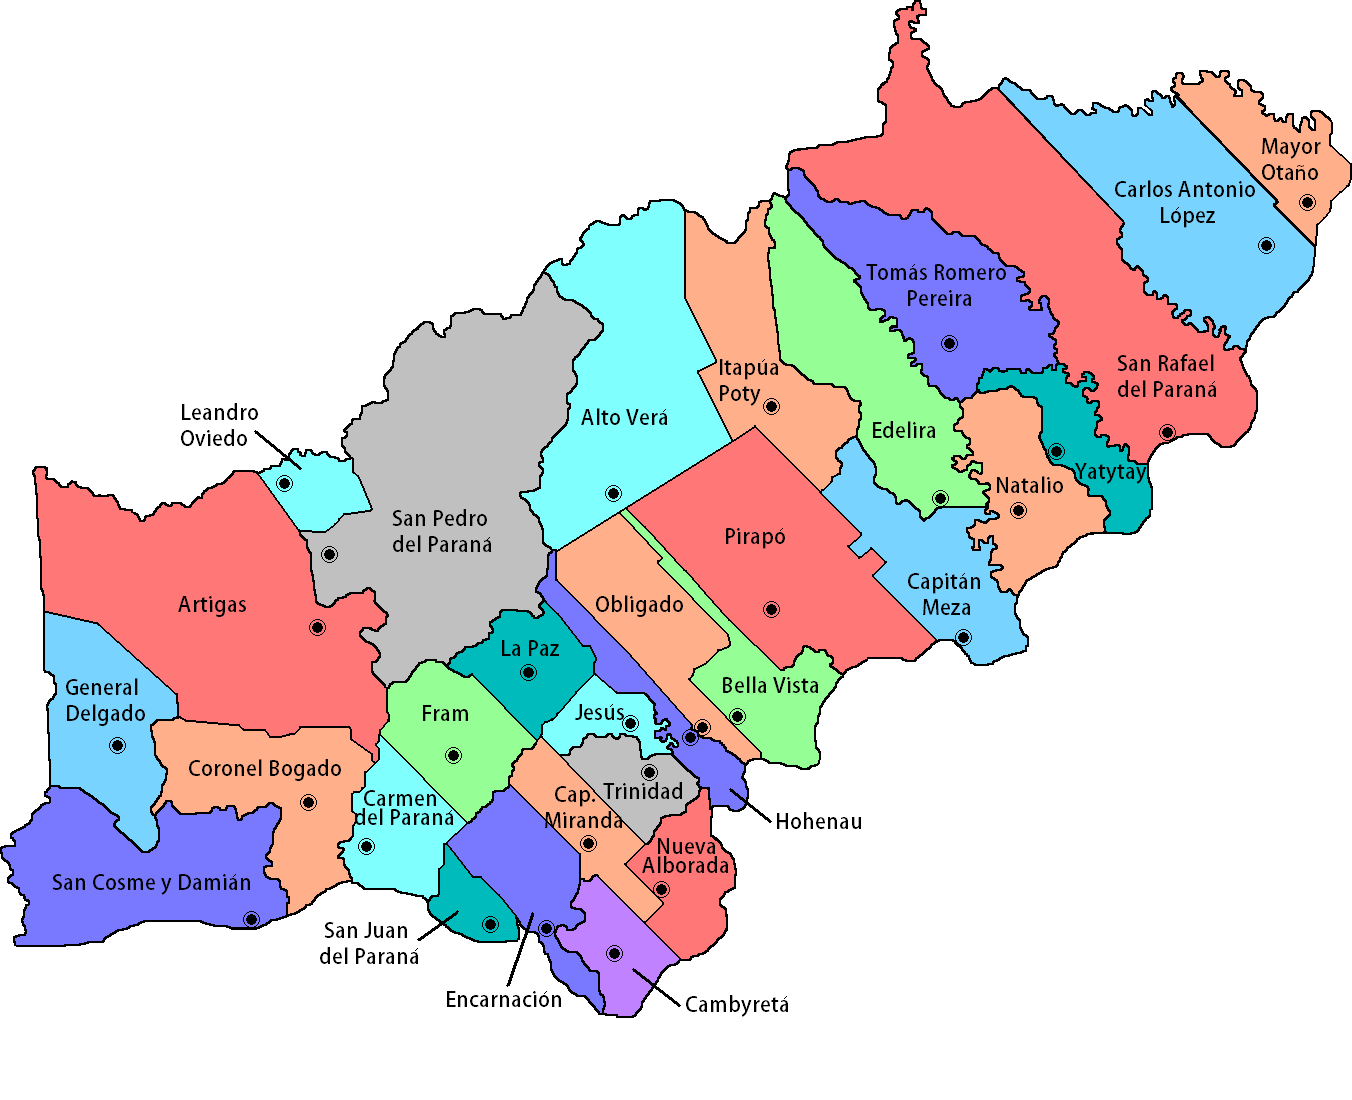 Mayor
Otaño
Carlos Antonio
López
Tomás Romero
Pereira
San Rafael
del Paraná
Itapúa
Poty
Leandro
Oviedo
Alto Verá
Edelira
Yatytay
Natalio
San Pedro
del Paraná
Pirapó
Capitán
Meza
Artigas
Obligado
La Paz
General
Delgado
Bella Vista
Fram
Jesús
Coronel Bogado
Trinidad
Carmen
del Paraná
Cap.
Miranda
Hohenau
Nueva
Alborada
San Cosme y Damián
San Juan
del Paraná
Encarnación
Cambyretá